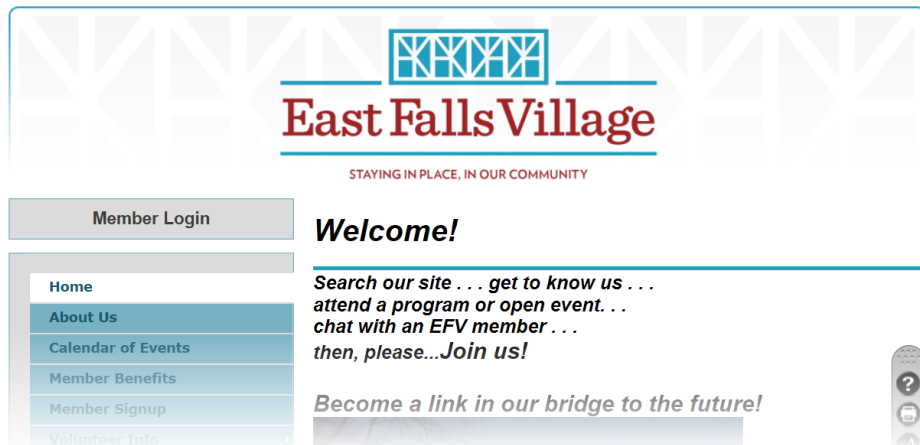 East Falls Village
STAYING IN PLACE, IN OUR COMMUNITY
Member Login
Home
About Us
Calendar of Events
Member Benefits
Member Signup
Volunteer Info
Welcome!
Search our site . . . get to know us . . .
attend a program or open event. . .
chat with an EFV member . . .
then, please...Join us!
Become a link in our bridge to the future!
?